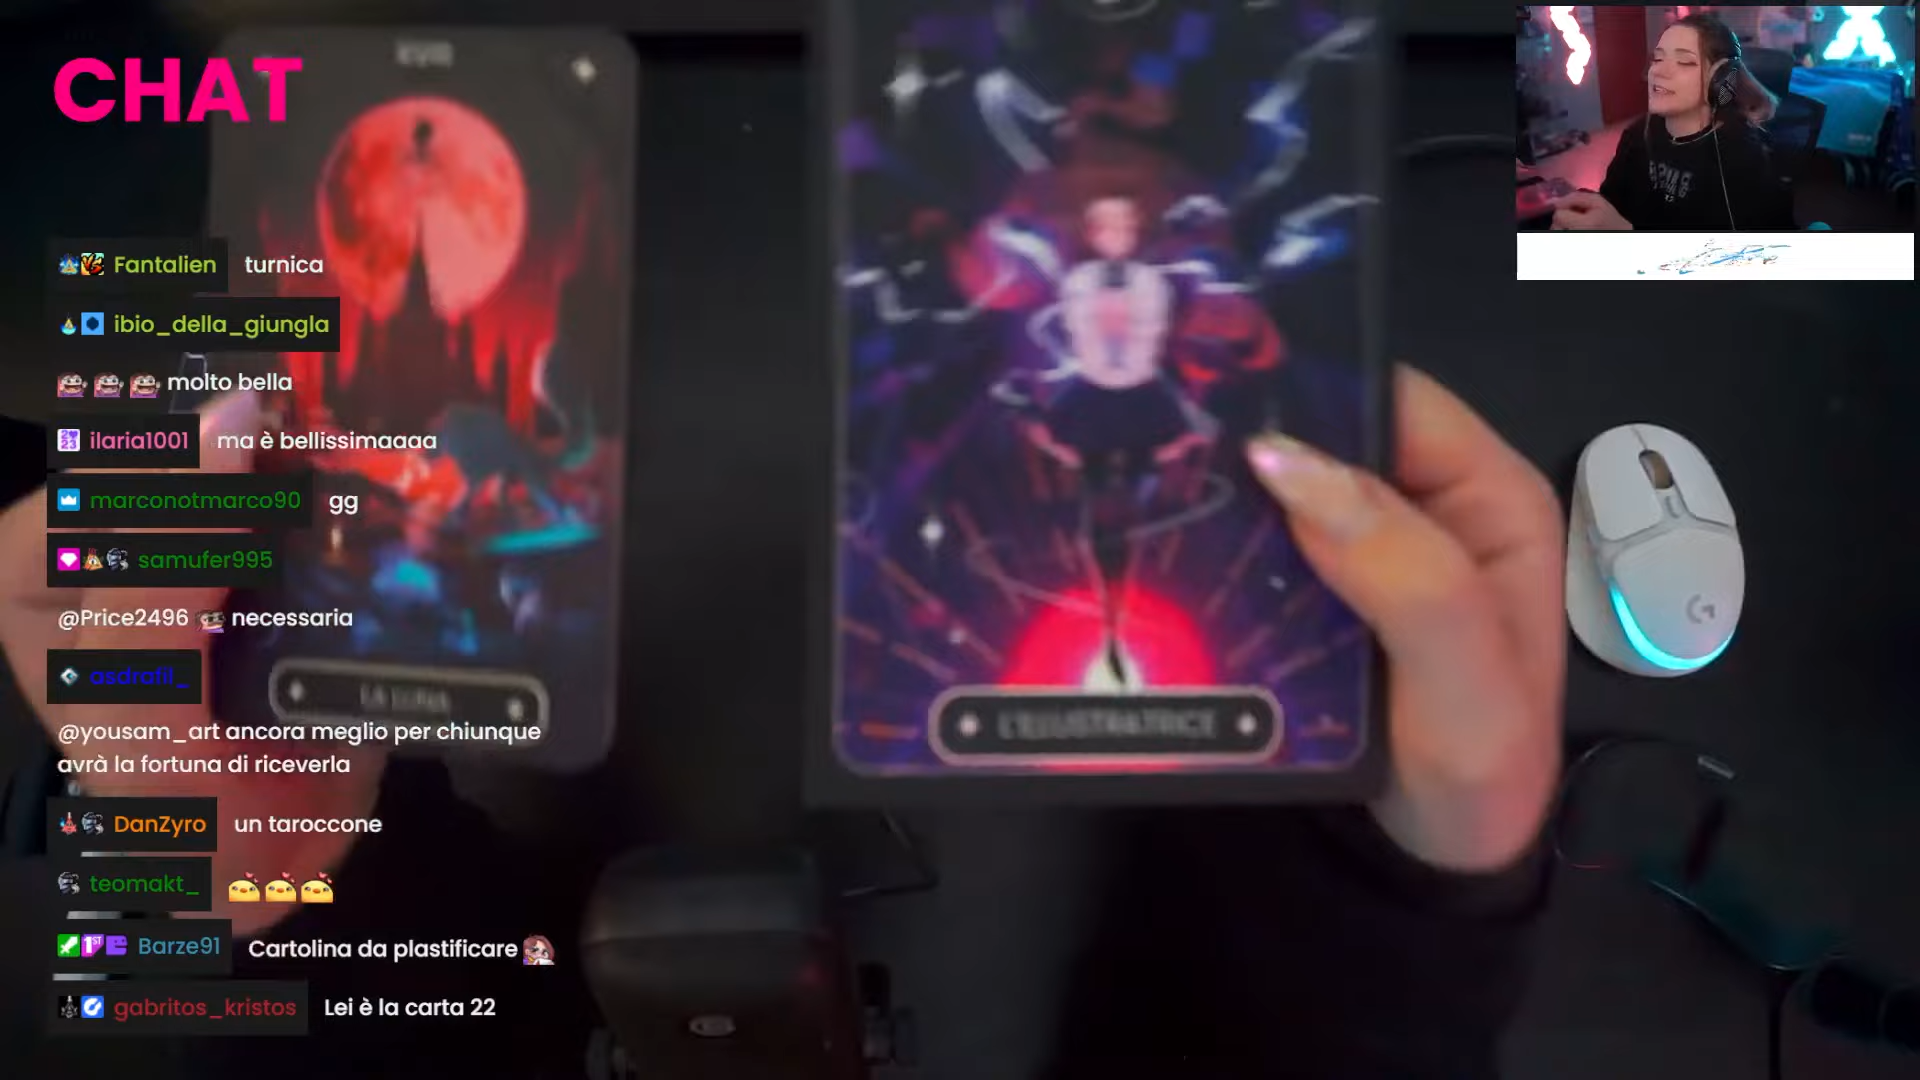 CHAT
XVIII
Fantalien turnica
ibio_della_giungla
molto bella
ilaria1001 ma è bellissimaaaa
marconotmarco90 gg
samufer995
@Price2496 necessaria
asdrafil_
@yousam_art ancora meglio per chiunque
avrà la fortuna di riceverla
DanZyro un taroccone
teomakt_
Barze91 Cartolina da plastificare
gabritos_kristos Lei è la carta 22
LA LUNA
L'ILLUSTRATRICE